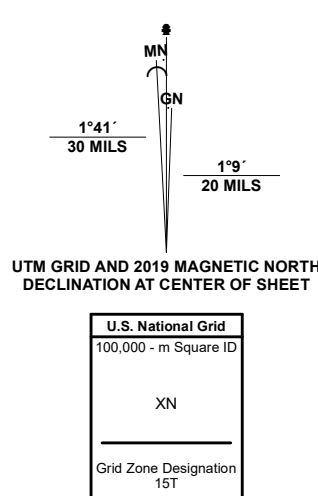 MN
GN
1°41´
30 MILS
1°9´
20 MILS
UTM GRID AND 2019 MAGNETIC NORTH
DECLINATION AT CENTER OF SHEET
U.S. National Grid
100,000 - m Square ID
XN
Grid Zone Designation
15T